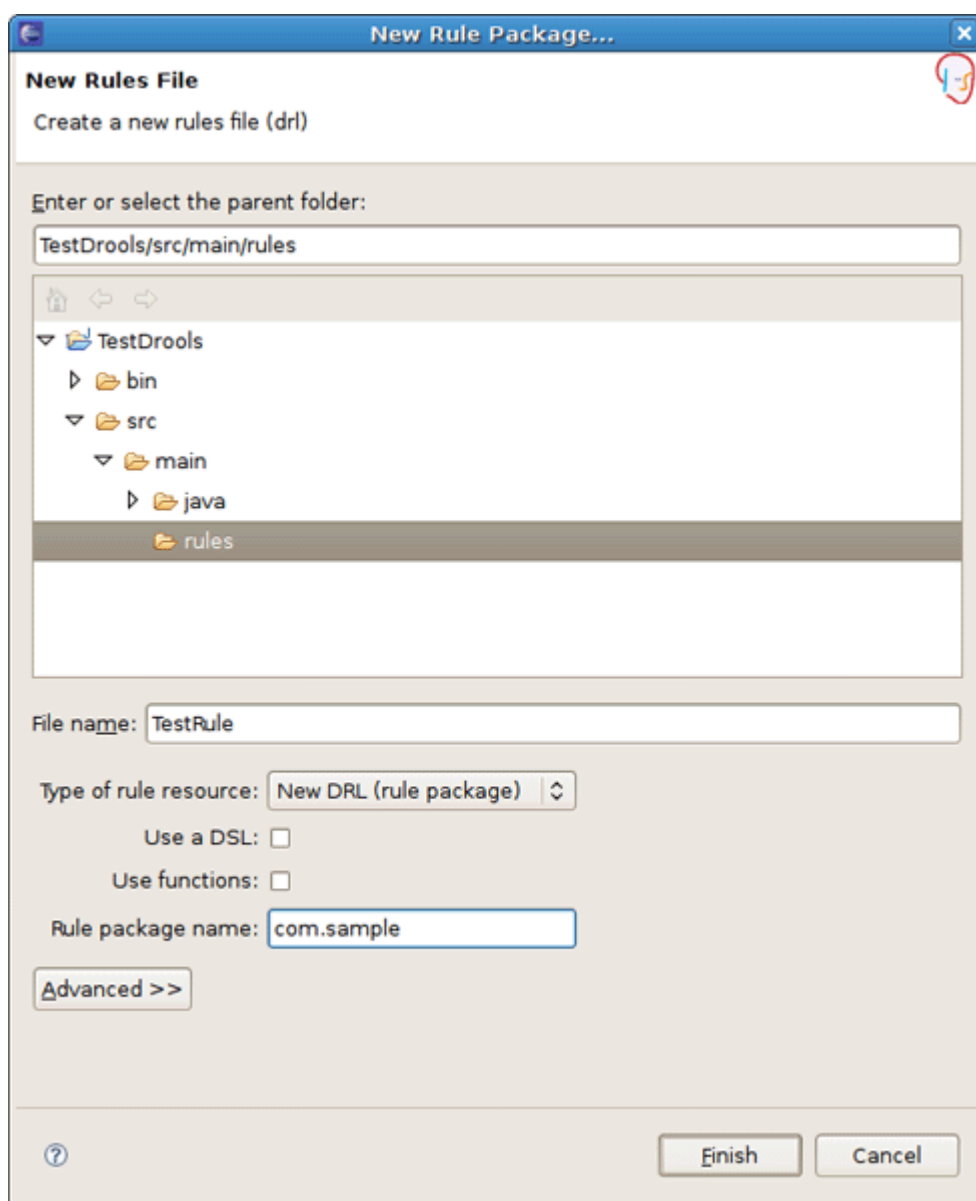 New Rule Package...
New Rules File
Create a new rules file (drl)
Enter or select the parent folder:
TestDrools/src/main/rules
TestDrools
bin
src
main
java
rules
File name: TestRule
Type of rule resource: New DRL (rule package)
Use a DSL:
Use functions:
Rule package name: com.sample
Advanced >>
Finish Cancel